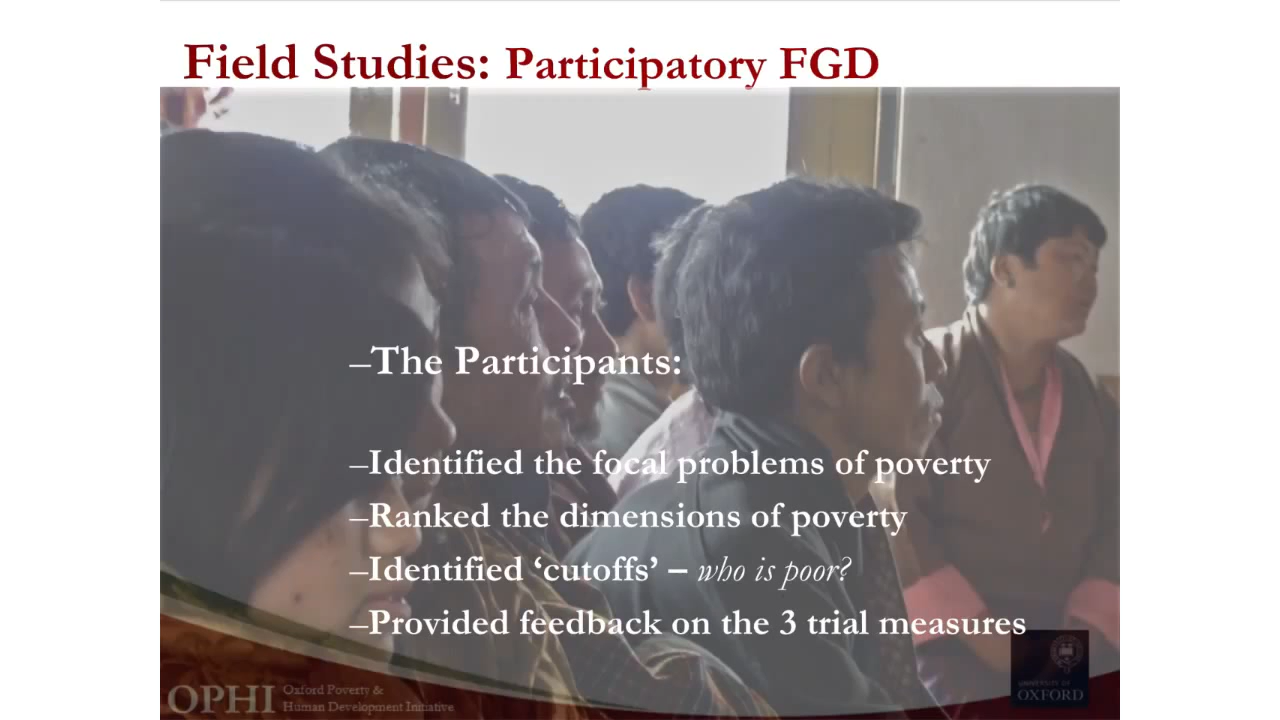 Field Studies: Participatory FGD
–The Participants:
–Identified the focal problems of poverty
–Ranked the dimensions of poverty
–Identified ‘cutoffs’ – who is poor?
–Provided feedback on the 3 trial measures
OPHI Oxford Poverty &
Human Development Initiative
UNIVERSITY OF
OXFORD